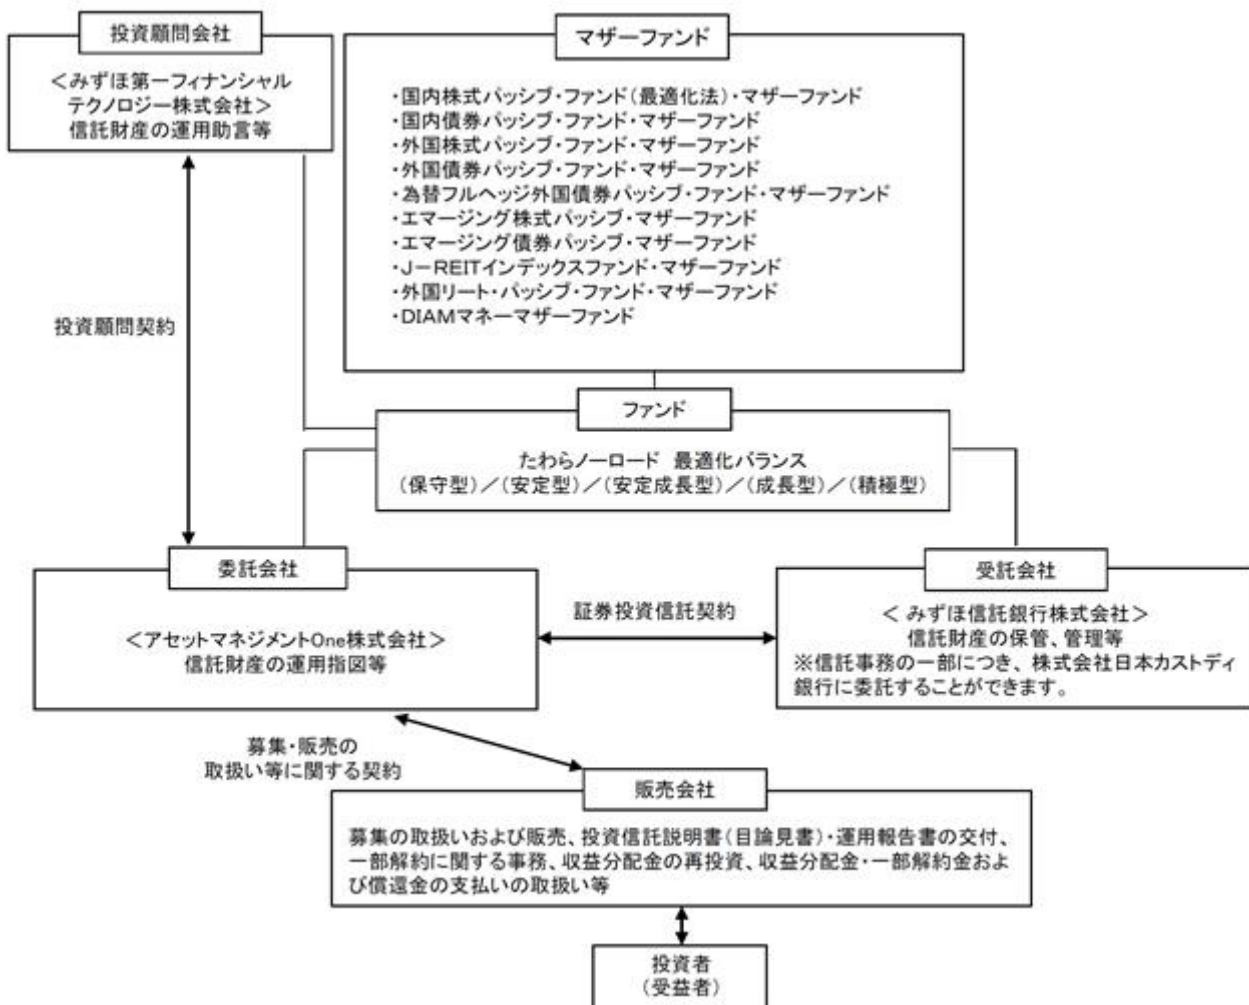 投資顧問会社
＜みずほ第一フィナンシャル
テクノロジー株式会社＞
信託財産の運用助言等
マザーファンド
・国内株式パッシブ・ファンド(最適化法)・マザーファンド
・国内債券パッシブ・ファンド・マザーファンド
・外国株式パッシブ・ファンド・マザーファンド
・外国債券パッシブ・ファンド・マザーファンド
・為替フルヘッジ外国債券パッシブ・ファンド・マザーファンド
・エマージング株式パッシブ・マザーファンド
・エマージング債券パッシブ・マザーファンド
・J－REITインデックスファンド・マザーファンド
・外国リート・パッシブ・ファンド・マザーファンド
・DIAMマネーマザーファンド
投資顧問契約
ファンド
たわらノーロード 最適化バランス
(保守型)／(安定型)／(安定成長型)／(成長型)／(積極型)
委託会社
＜アセットマネジメントOne株式会社＞
信託財産の運用指図等
証券投資信託契約
受託会社
＜ みずほ信託銀行株式会社＞
信託財産の保管、管理等
※信託事務の一部につき、株式会社日本カストディ
銀行に委託することができます。
募集・販売の
取扱い等に関する契約
販売会社
募集の取扱いおよび販売、投資信託説明書(目論見書)・運用報告書の交付、
一部解約に関する事務、収益分配金の再投資、収益分配金・一部解約金およ
び償還金の支払いの取扱い等
投資者
(受益者)